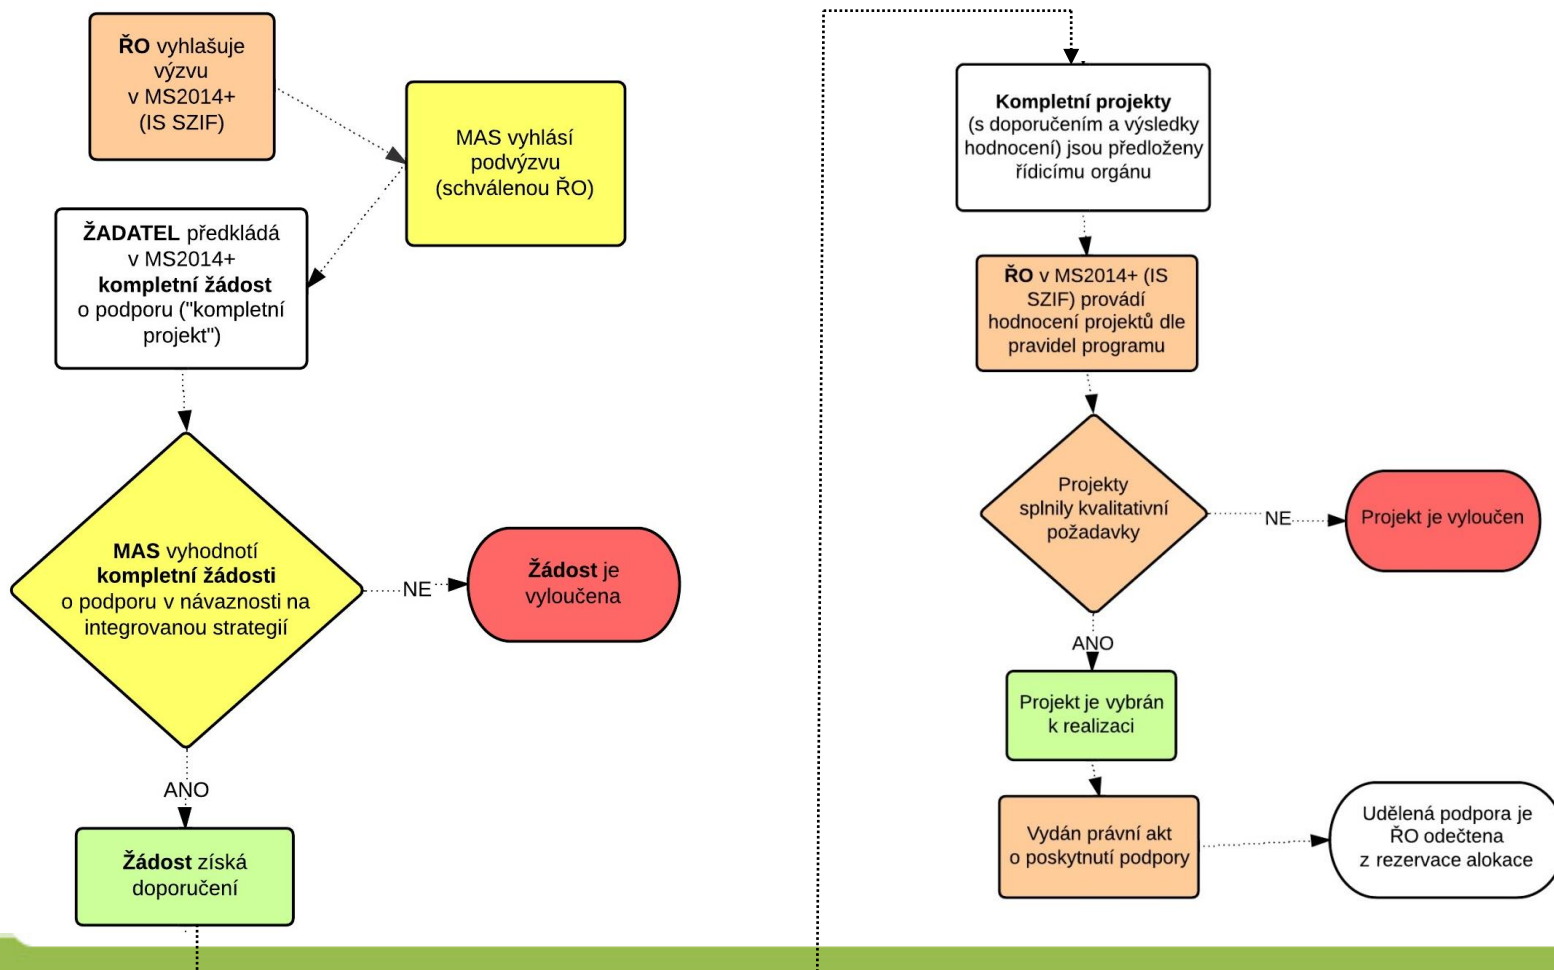 ŘO vyhlašuje
výzvu
v MS2014+
(IS SZIF)
MAS vyhlásí
podvýzvu
(schválenou ŘO)
ŽADATEL předkládá
v MS2014+
kompletní žádost
o podporu ("kompletní
projekt")
MAS vyhodnotí
kompletní žádosti
o podporu v návaznosti na
integrovanou strategií
NE
Žádost je
vyloučena
ANO
Žádost získá
doporučení
Kompletní projekty
(s doporučením a výsledky
hodnocení) jsou předloženy
řídicímu orgánu
ŘO v MS2014+ (IS
SZIF) provádí
hodnocení projektů dle
pravidel programu
Projekty
splnily kvalitativní
požadavky
NE
Projekt je vyloučen
ANO
Projekt je vybrán
k realizaci
Vydán právní akt
o poskytnutí podpory
Udělená podpora je
ŘO odečtena
z rezervace alokace